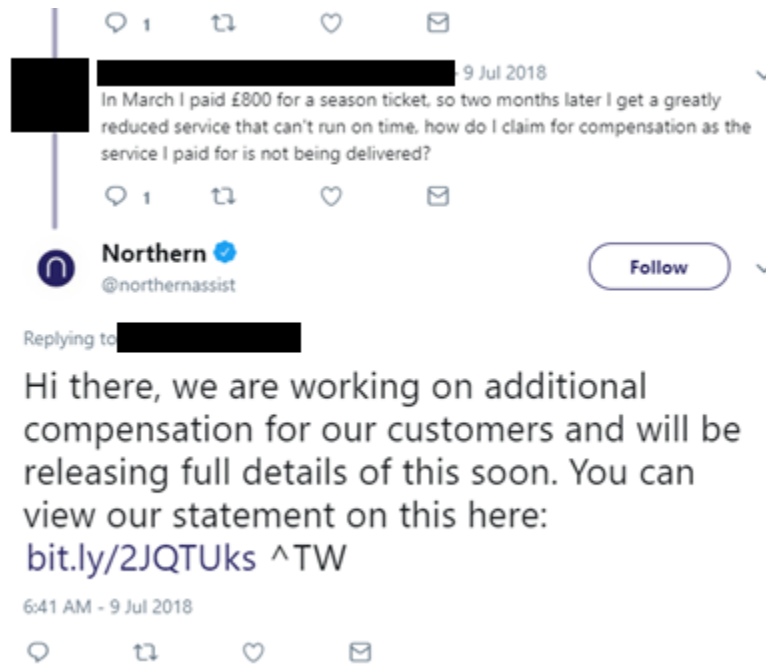 1
9 Jul 2018
In March I paid £800 for a season ticket, so two months later I get a greatly
reduced service that can't run on time, how do I claim for compensation as the
service I paid for is not being delivered?
1
Northern
@northernassist
Follow
Replying to
Hi there, we are working on additional
compensation for our customers and will be
releasing full details of this soon. You can
view our statement on this here:
bit.ly/2JQTUks ^TW
6:41 AM - 9 Jul 2018